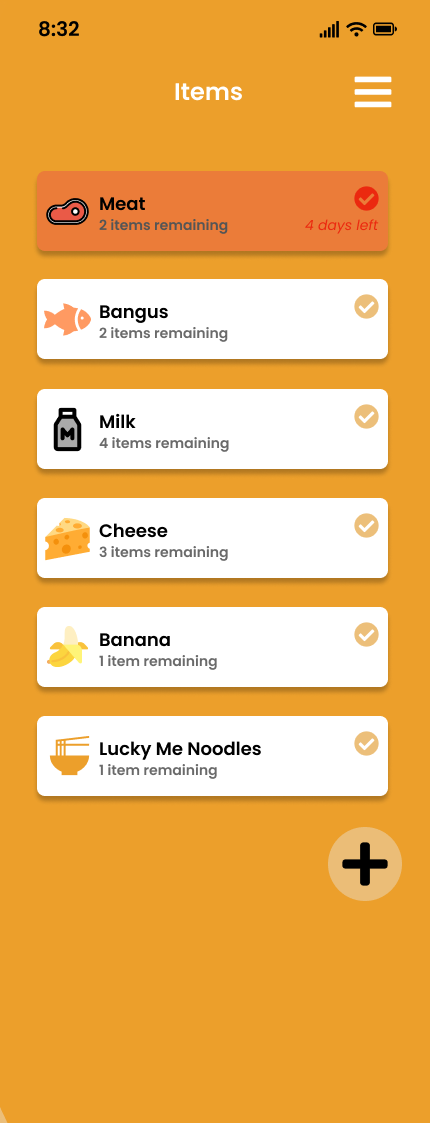 8:32
Items
Meat
2 items remaining
4 days left
Bangus
2 items remaining
M
Milk
4 items remaining
Cheese
3 items remaining
Banana
1 item remaining
Lucky Me Noodles
1 item remaining